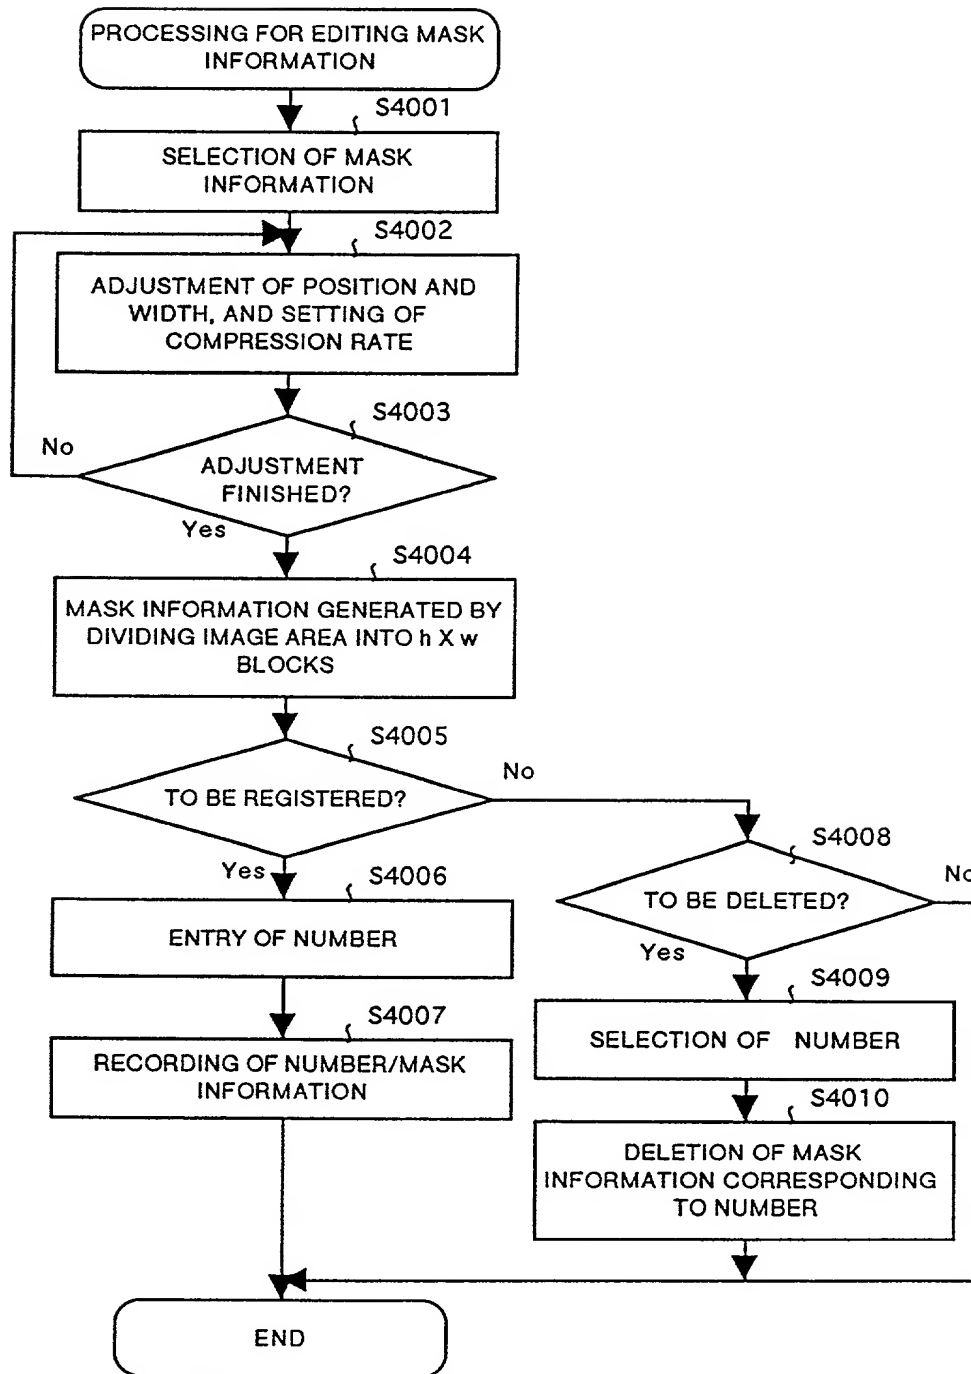 PROCESSING FOR EDITING MASK
INFORMATION
S4001
SELECTION OF MASK
INFORMATION
S4002
ADJUSTMENT OF POSITION AND
WIDTH, AND SETTING OF
COMPRESSION RATE
S4003
No
ADJUSTMENT
FINISHED?
Yes
S4004
MASK INFORMATION GENERATED BY
DIVIDING IMAGE AREA INTO h X w
BLOCKS
S4005
No
TO BE REGISTERED?
Yes
S4008
No
TO BE DELETED?
Yes
S4006
ENTRY OF NUMBER
S4009
SELECTION OF NUMBER
S4007
RECORDING OF NUMBER/MASK
INFORMATION
S4010
DELETION OF MASK
INFORMATION CORRESPONDING
TO NUMBER
END